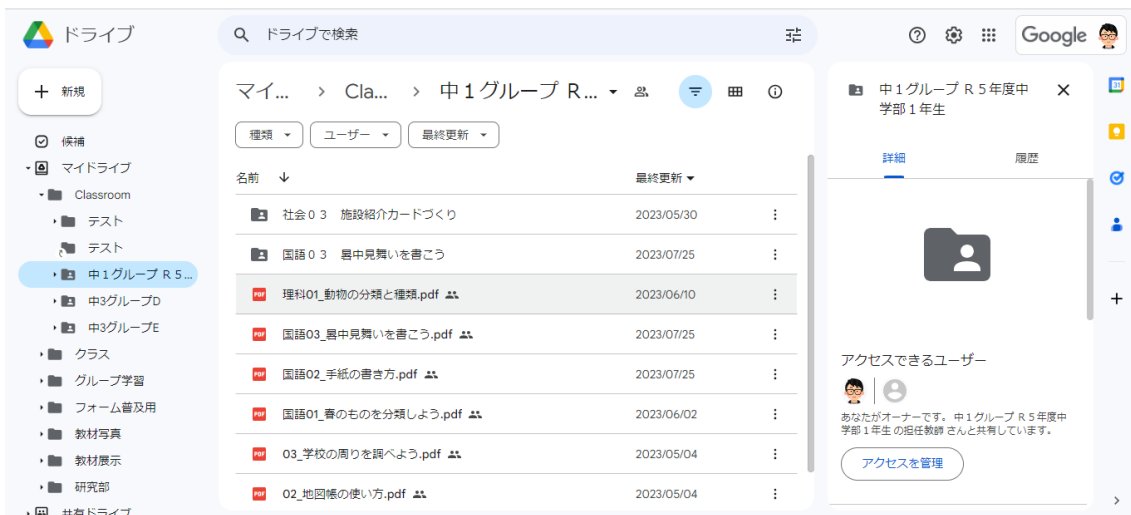 ドライブ
ドライブで検索
Google
新規
候補
マイドライブ
Classroom
テスト
テスト
中1グループ R 5...
中3グループD
中3グループE
クラス
グループ学習
フォーム普及用
教材写真
教材展示
研究部
共有ドライブ
マイ... > Cla... > 中1グループ R...
種類 ユーザー 最終更新
名前 最終更新
社会03 施設紹介カードづくり 2023/05/30
国語03 暑中見舞いを書こう 2023/07/25
PDF 理科01_動物の分類と種類.pdf 2023/06/10
PDF 国語03_暑中見舞いを書こう.pdf 2023/07/25
PDF 国語02_手紙の書き方.pdf 2023/07/25
PDF 国語01_春のものを分類しよう.pdf 2023/06/02
PDF 03_学校の周りを調べよう.pdf 2023/05/04
PDF 02_地図帳の使い方.pdf 2023/05/04
中1グループ R5年度中
学部1年生
詳細 履歴
アクセスできるユーザー
あなたがオーナーです。中1グループ R5年度中
学部1年生 の担任教師 さんと共有しています。
アクセスを管理
31